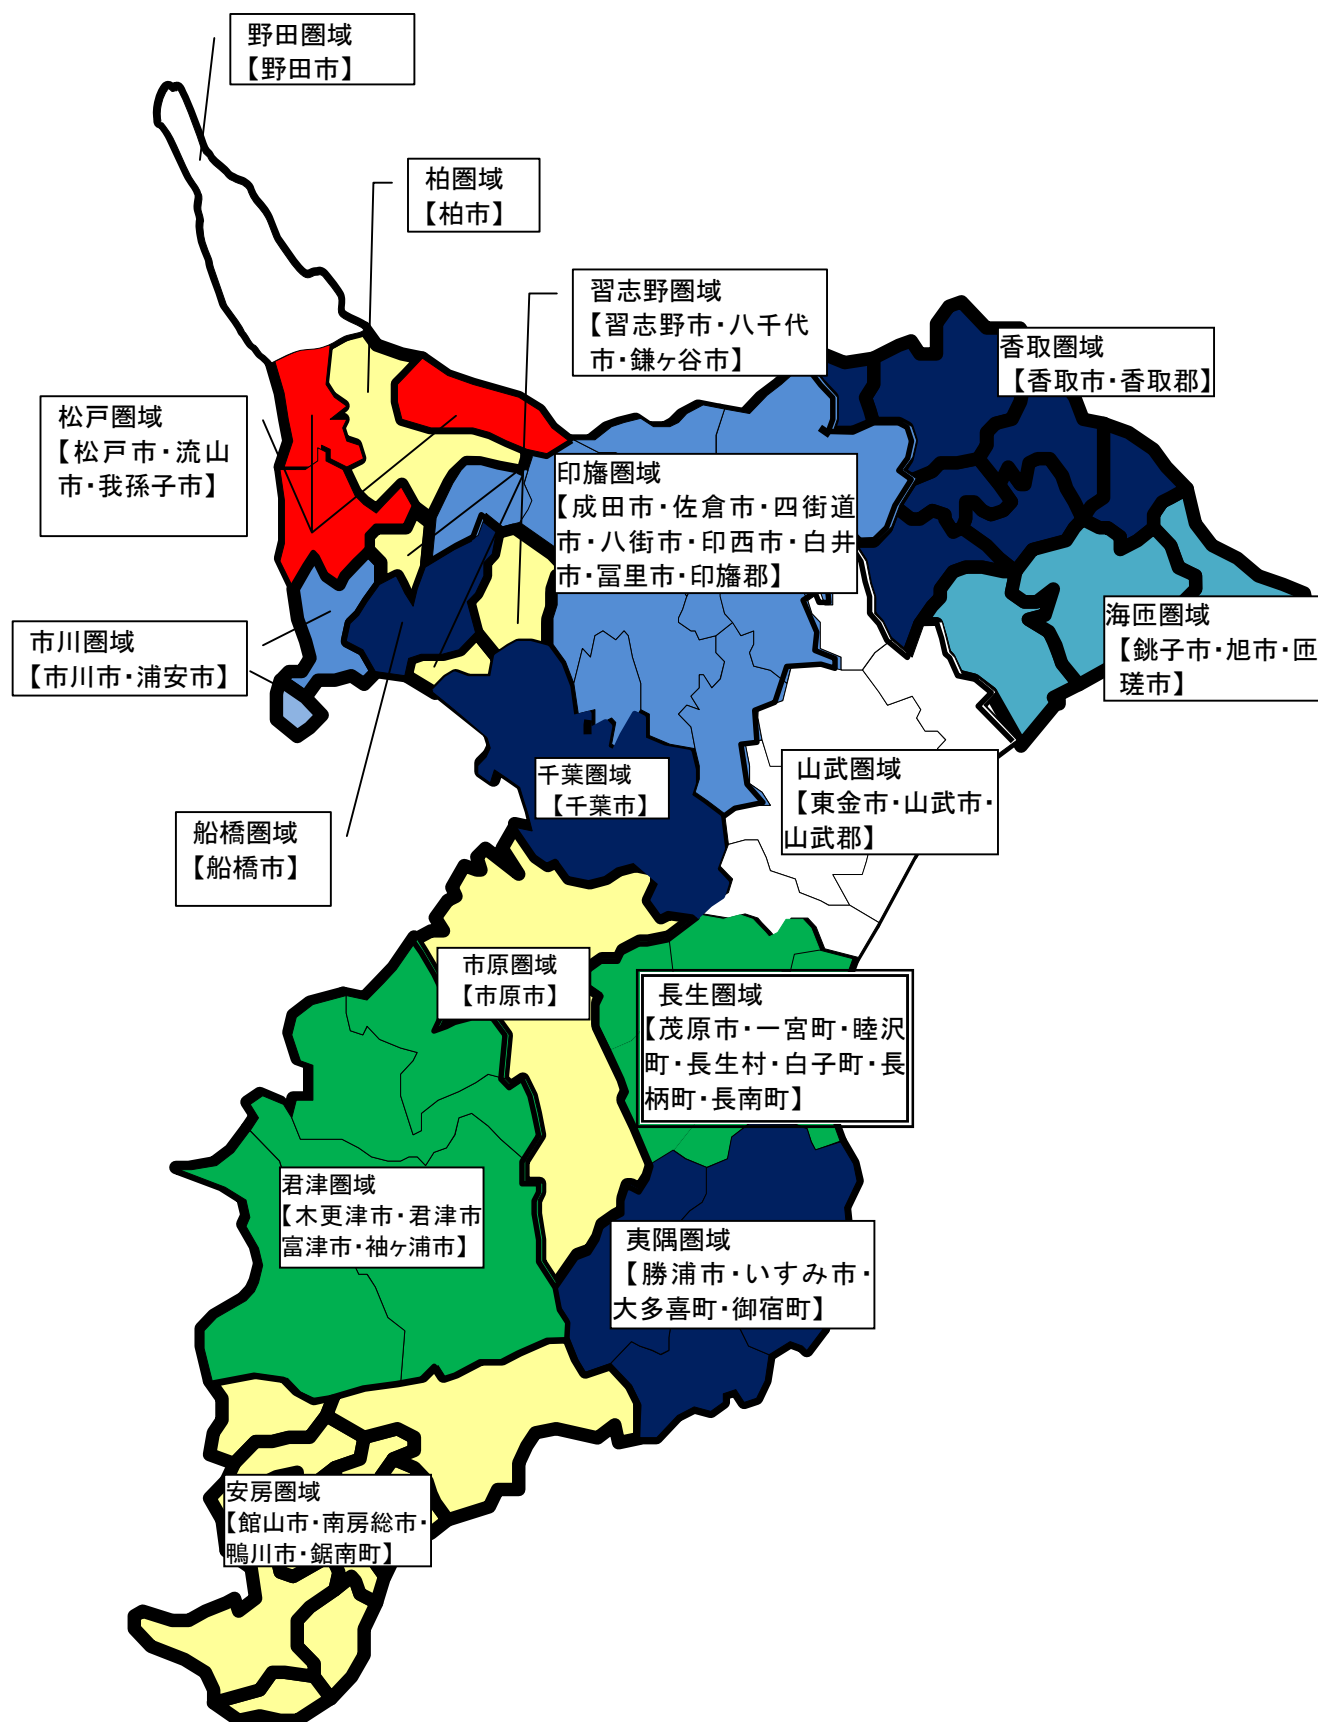 野田圏域
【野田市】
柏圏域
【柏市】
習志野圏域
【習志野市・八千代
市・鎌ヶ谷市】
香取圏域
【香取市・香取郡】
松戸圏域
【松戸市・流山
市・我孫子市】
印旛圏域
【成田市・佐倉市・四街道
市・八街市・印西市・白井
市・冨里市・印旛郡】
海匝圏域
【銚子市・旭市・匝
瑳市】
市川圏域
【市川市・浦安市】
千葉圏域
【千葉市】
山武圏域
【東金市・山武市・
山武郡】
船橋圏域
【船橋市】
市原圏域
【市原市】
長生圏域
【茂原市・一宮町・睦沢
町・長生村・白子町・長
柄町・長南町】
君津圏域
【木更津市・君津市
富津市・袖ヶ浦市】
夷隅圏域
【勝浦市・いすみ市・
大多喜町・御宿町】
安房圏域
【館山市・南房総市・
鴨川市・鋸南町】